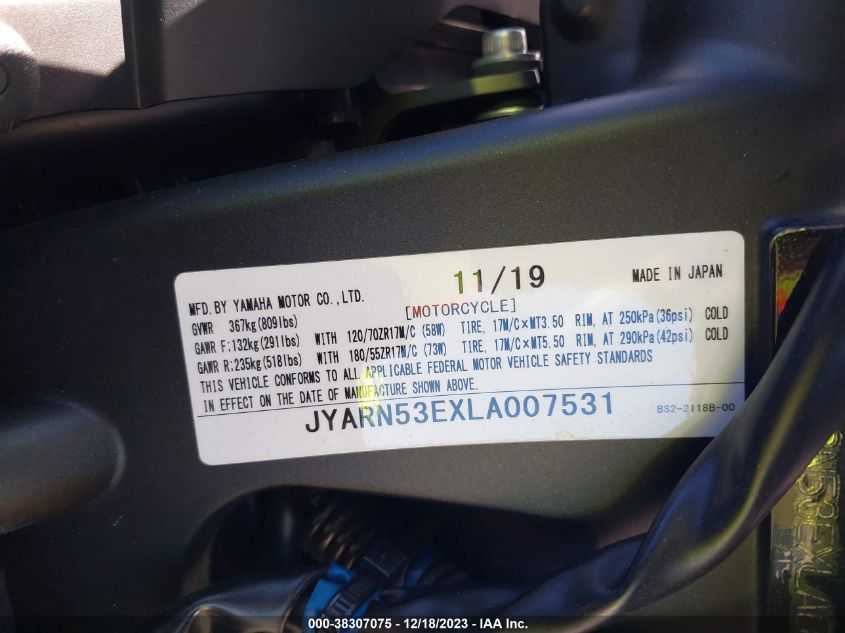 MFD. BY YAMAHA MOTOR CO., LTD. 11/19 MADE IN JAPAN
[MOTORCYCLE]
GVWR 367kg(809lbs)
GAWR F:132kg(291lbs) WITH 120/70ZR17M/C (58W) TIRE, 17M/C×MT3.50 RIM, AT 250kPa(36psi) COLD
GAWR R:235kg(518lbs) WITH 180/55ZR17M/C (73W) TIRE, 17M/C×MT5.50 RIM, AT 290kPa(42psi) COLD
THIS VEHICLE CONFORMS TO ALL APPLICABLE FEDERAL MOTOR VEHICLE SAFETY STANDARDS
IN EFFECT ON THE DATE OF MANUFACTURE SHOWN ABOVE.
JYARN53EXLA007531 BS2-2118B-00
000-38307075 - 12/18/2023 - IAA Inc.